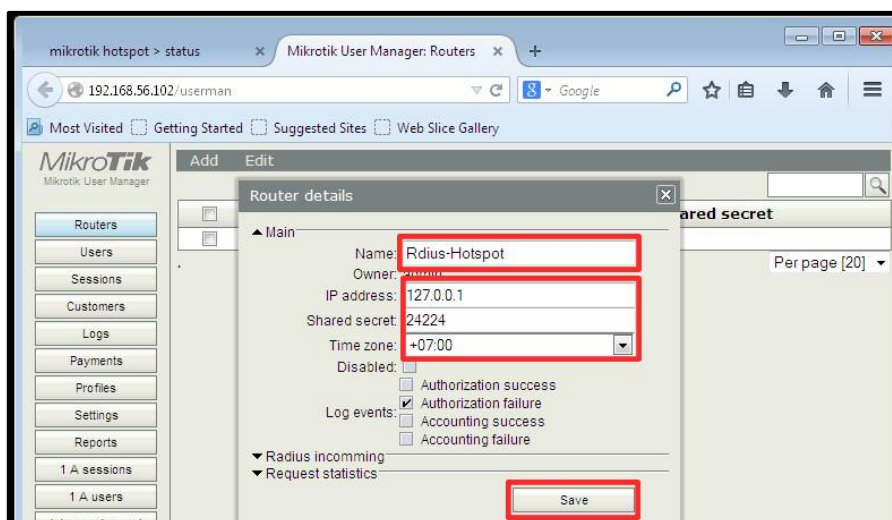 mikrotik hotspot > status
Mikrotik User Manager: Routers
192.168.56.102/userman
Google
Most Visited Getting Started Suggested Sites Web Slice Gallery
MikroTik
Mikrotik User Manager
Add Edit
Router details
ared secret
Routers
Users
Sessions
Customers
Logs
Payments
Profiles
Settings
Reports
1 A sessions
1 A users
Per page [20]
Main
Name: Rdius-Hotspot
Owner: admin
IP address: 127.0.0.1
Shared secret: 24224
Time zone: +07:00
Disabled:
Log events:
Authorization success
Authorization failure
Accounting success
Accounting failure
Radius incomming
Request statistics
Save